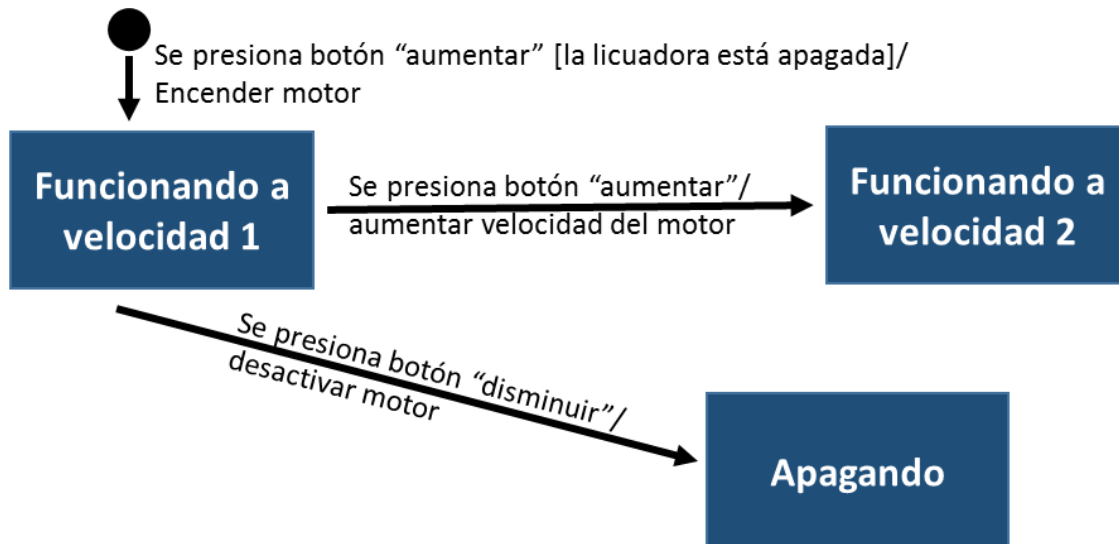 Se presiona botón “aumentar” [la licuadora está apagada]/
Encender motor
Funcionando a
velocidad 1
Se presiona botón “aumentar”/
aumentar velocidad del motor
Funcionando a
velocidad 2
Se presiona botón “disminuir”/
desactivar motor
Apagando